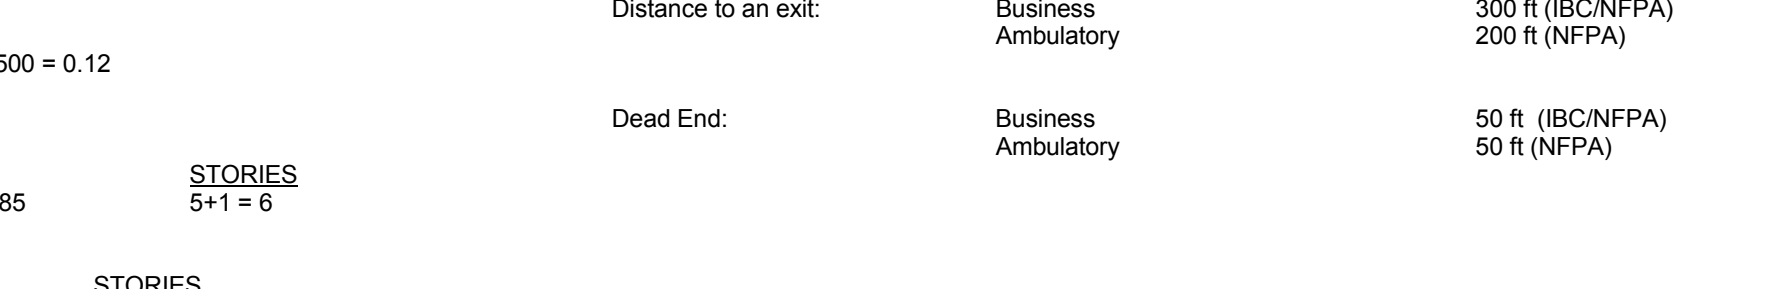 Distance to an exit: Business 300 ft (IBC/NFPA)
Ambulatory 200 ft (NFPA)
500 = 0.12
Dead End: Business 50 ft (IBC/NFPA)
Ambulatory 50 ft (NFPA)
STORIES
85 5+1 = 6
STORIES